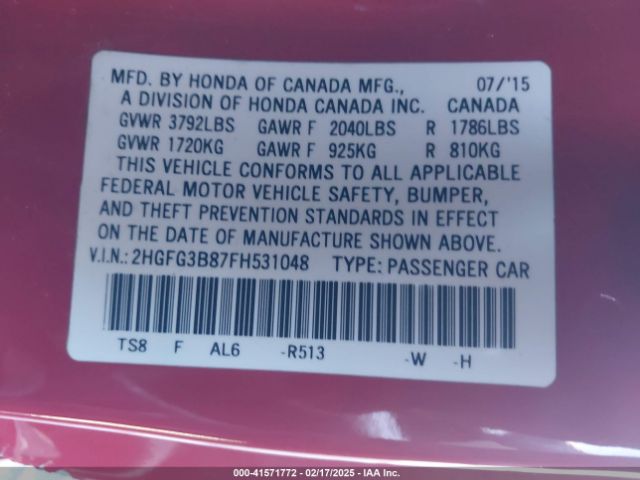 MFD. BY HONDA OF CANADA MFG., 07/'15
A DIVISION OF HONDA CANADA INC. CANADA
GVWR 3792LBS GAWR F 2040LBS R 1786LBS
GVWR 1720KG GAWR F 925KG R 810KG
THIS VEHICLE CONFORMS TO ALL APPLICABLE
FEDERAL MOTOR VEHICLE SAFETY, BUMPER,
AND THEFT PREVENTION STANDARDS IN EFFECT
ON THE DATE OF MANUFACTURE SHOWN ABOVE.
V.I.N.:2HGFG3B87FH531048 TYPE:PASSENGER CAR
TS8 F AL6 -R513 -W -H
000-41571772 — 02/17/2025 — IAA Inc.